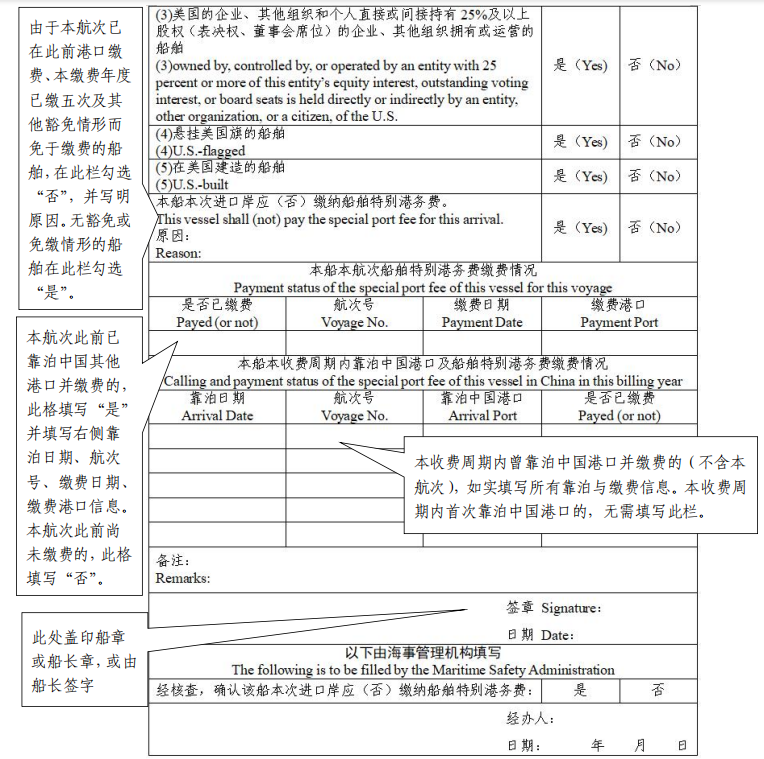 由于本航次已
在此前港口缴
费、本缴费年度
已缴五次及其
他豁免情形而
免于缴费的船
舶，在此栏勾选
“否”，并写明
原因。无豁免或
免缴情形的船
舶在此栏勾选
“是”。
(3)美国的企业、其他组织和个人直接或间接持有 25%及以上
股权（表决权、董事会席位）的企业、其他组织拥有或运营的
船舶
(3)owned by, controlled by, or operated by an entity with 25
percent or more of this entity's equity interest, outstanding voting
interest, or board seats is held directly or indirectly by an entity,
other organization, or a citizen, of the U.S.
是（Yes) 否（No）
(4)悬挂美国旗的船舶
(4)U.S.-flagged
是（Yes) 否（No）
(5)在美国建造的船舶
(5)U.S.-built
是（Yes) 否（No）
本船本次进口岸应（否）缴纳船舶特别港务费。
This vessel shall (not) pay the special port fee for this arrival.
原因：
Reason:
是（Yes) 否（No）
本船本航次船舶特别港务费缴费情况
Payment status of the special port fee of this vessel for this voyage
是否已缴费 航次号 缴费日期 缴费港口
Payed (or not) Voyage No. Payment Date Payment Port
本航次此前已
靠泊中国其他
港口并缴费的，
此格填写“是”
并填写右侧靠
泊日期、航次
号、缴费日期、
缴费港口信息。
本航次此前尚
未缴费的，此格
填写“否”。
本船本收费周期内靠泊中国港口及船舶特别港务费缴费情况
Calling and payment status of the special port fee of this vessel in China in this billing year
靠泊日期 航次号 靠泊中国港口 是否已缴费
Arrival Date Voyage No. Arrival Port Payed (or not)
本收费周期内曾靠泊中国港口并缴费的（不含本
航次），如实填写所有靠泊与缴费信息。本收费周
期内首次靠泊中国港口的，无需填写此栏。
备注：
Remarks:
签章 Signature：
日期 Date：
此处盖印船章
或船长章，或由
船长签字
以下由海事管理机构填写
The following is to be filled by the Maritime Safety Administration
经核查，确认该船本次进口岸应（否）缴纳船舶特别港务费： 是 否
经办人：
日期： 年 月 日